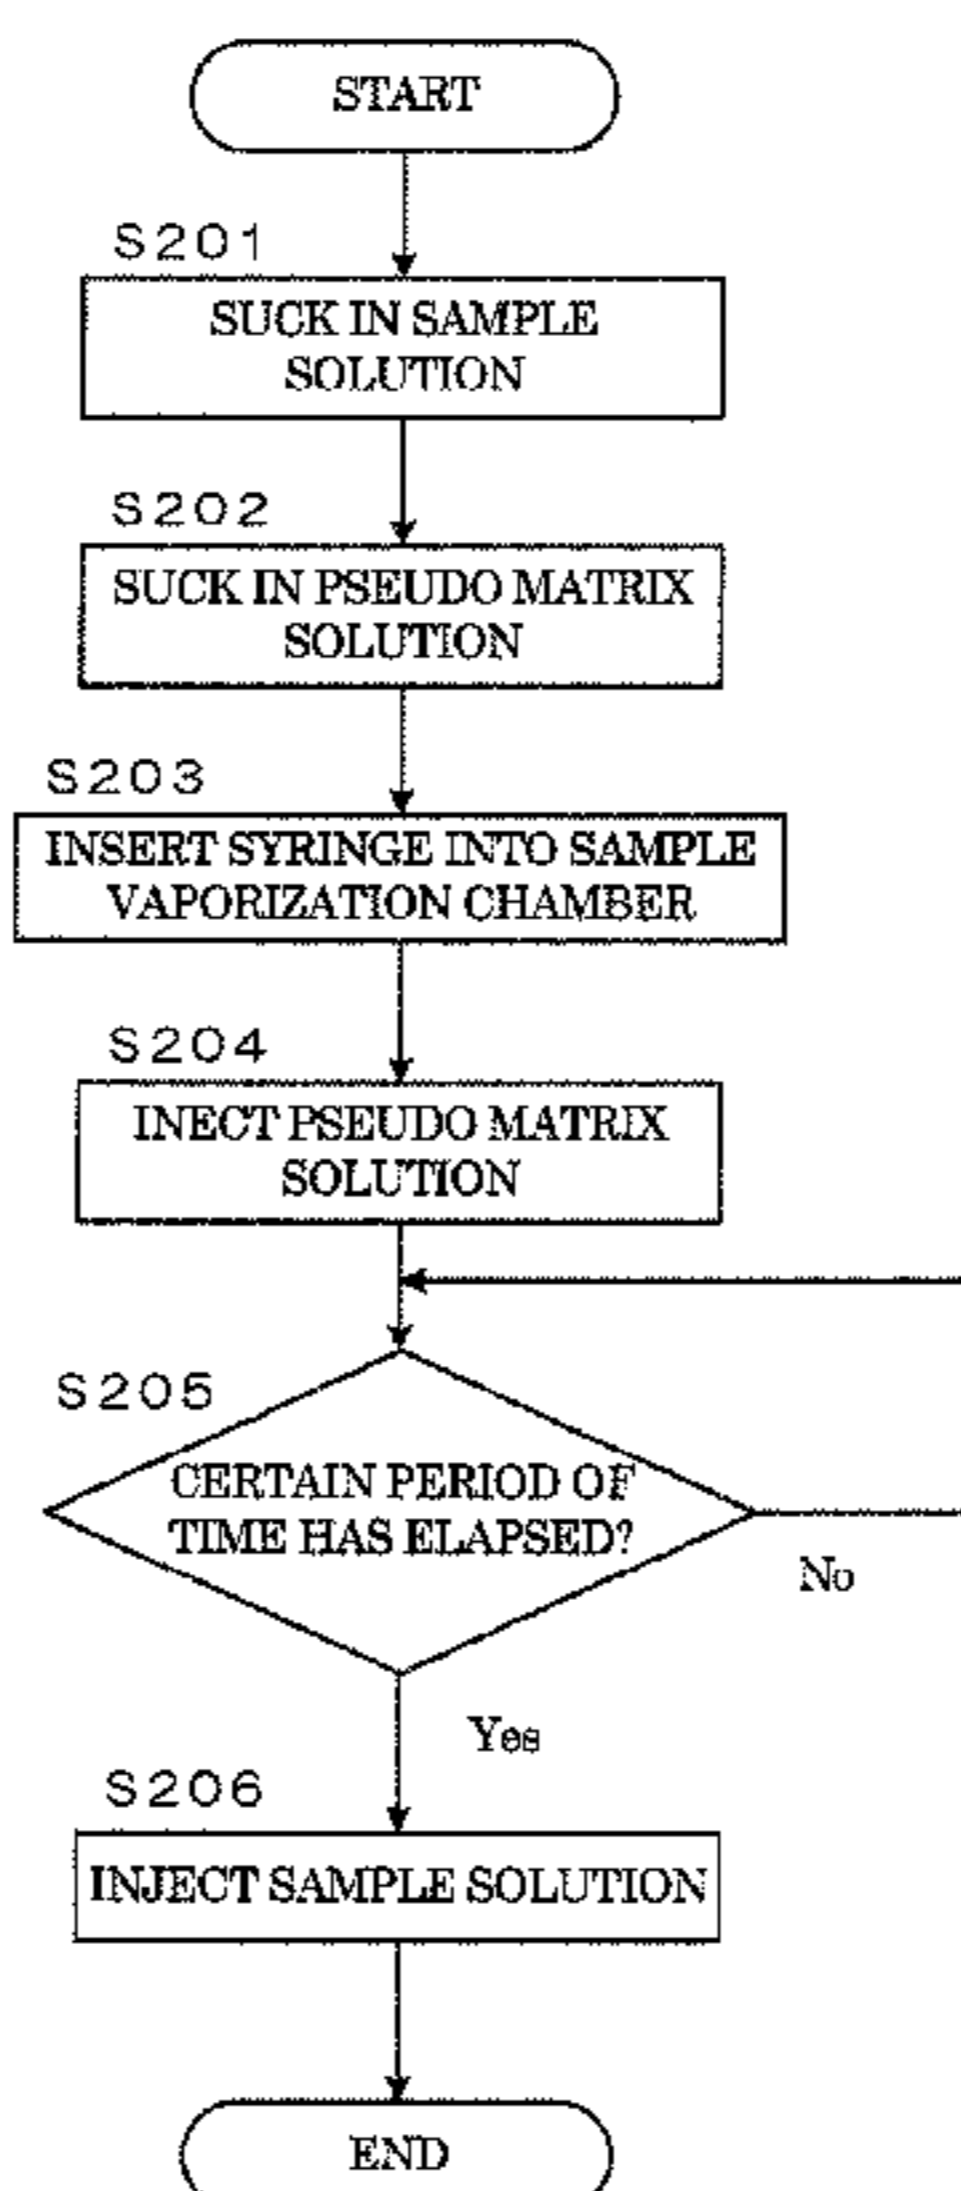 START
S201
SUCK IN SAMPLE
SOLUTION
S202
SUCK IN PSEUDO MATRIX
SOLUTION
S203
INSERT SYRINGE INTO SAMPLE
VAPORIZATION CHAMBER
S204
INECT PSEUDO MATRIX
SOLUTION
S205
CERTAIN PERIOD OF
TIME HAS ELAPSED?
No
Yes
S206
INJECT SAMPLE SOLUTION
END